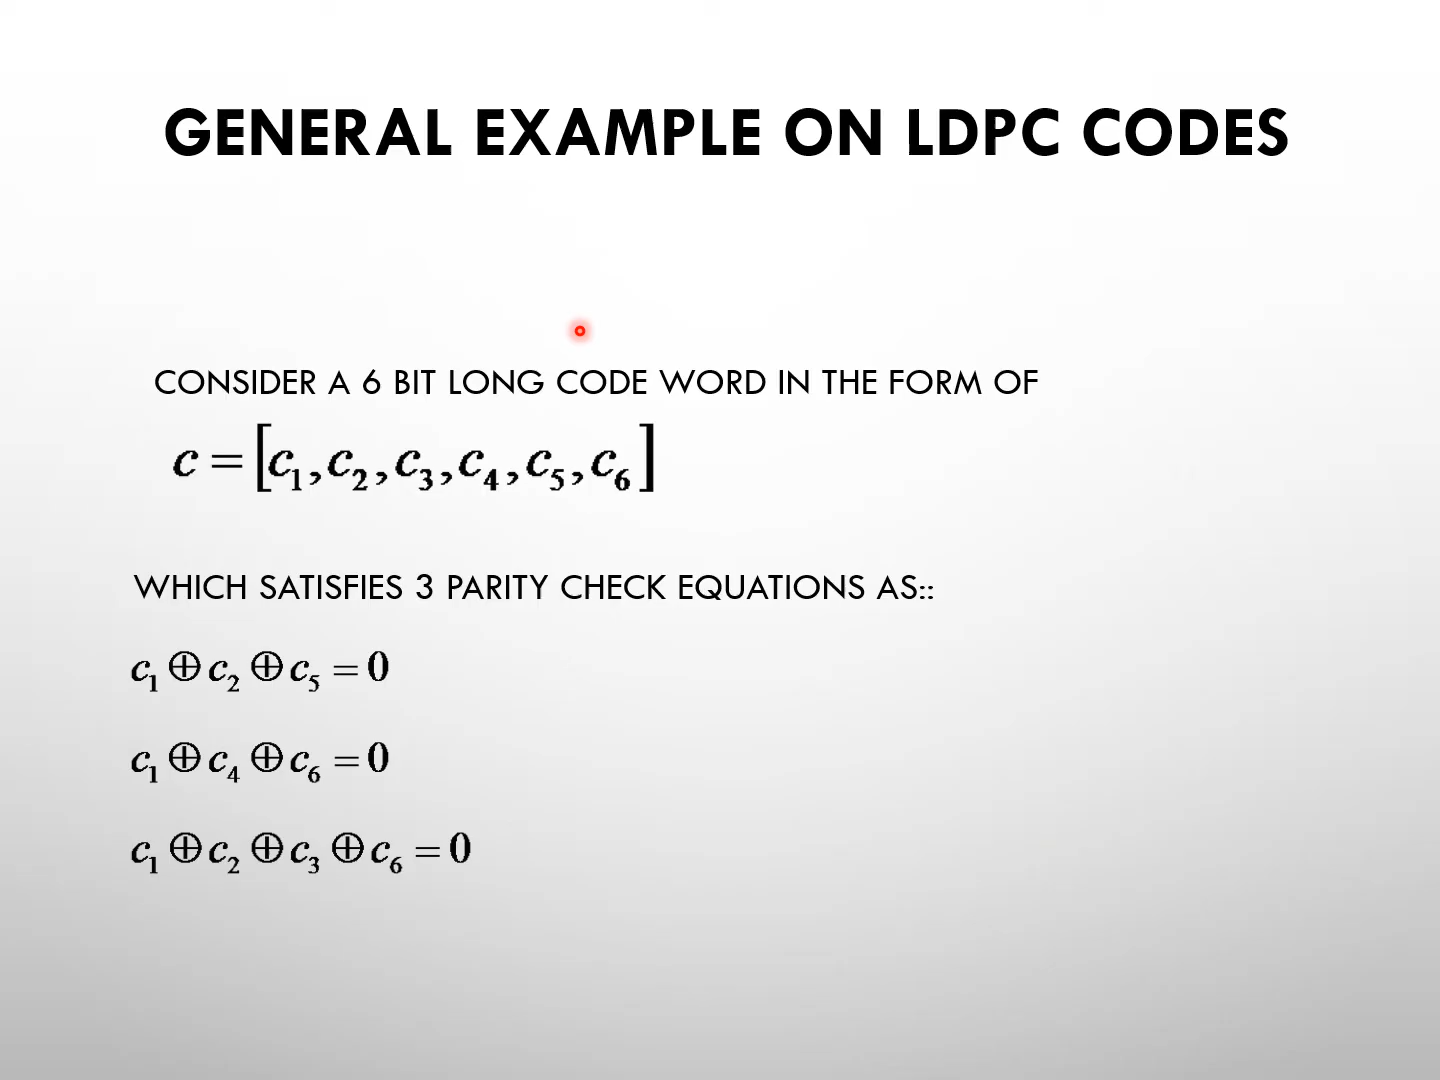 GENERAL EXAMPLE ON LDPC CODES
CONSIDER A 6 BIT LONG CODE WORD IN THE FORM OF
c = [c₁, c₂, c₃, c₄, c₅, c₆]
WHICH SATISFIES 3 PARITY CHECK EQUATIONS AS::
c₁ ⊕ c₂ ⊕ c₅ = 0
c₁ ⊕ c₄ ⊕ c₆ = 0
c₁ ⊕ c₂ ⊕ c₃ ⊕ c₆ = 0